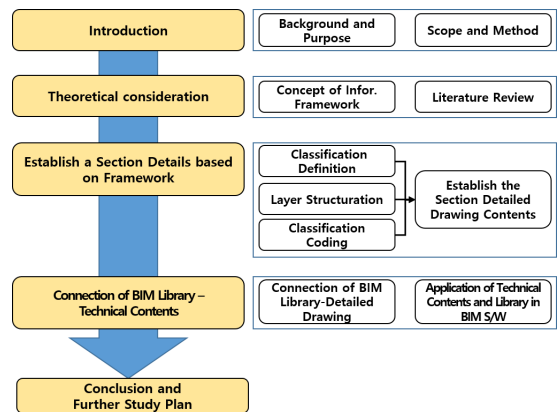 Introduction
Background and
Purpose
Scope and Method
Theoretical consideration
Concept of Infor.
Framework
Literature Review
Establish a Section Details based
on Framework
Classification
Definition
Layer Structuration
Classification
Coding
Establish the
Section Detailed
Drawing Contents
Connection of BIM Library –
Technical Contents
Connection of BIM
Library-Detailed
Drawing
Application of Technical
Contents and Library in
BIM S/W
Conclusion and
Further Study Plan